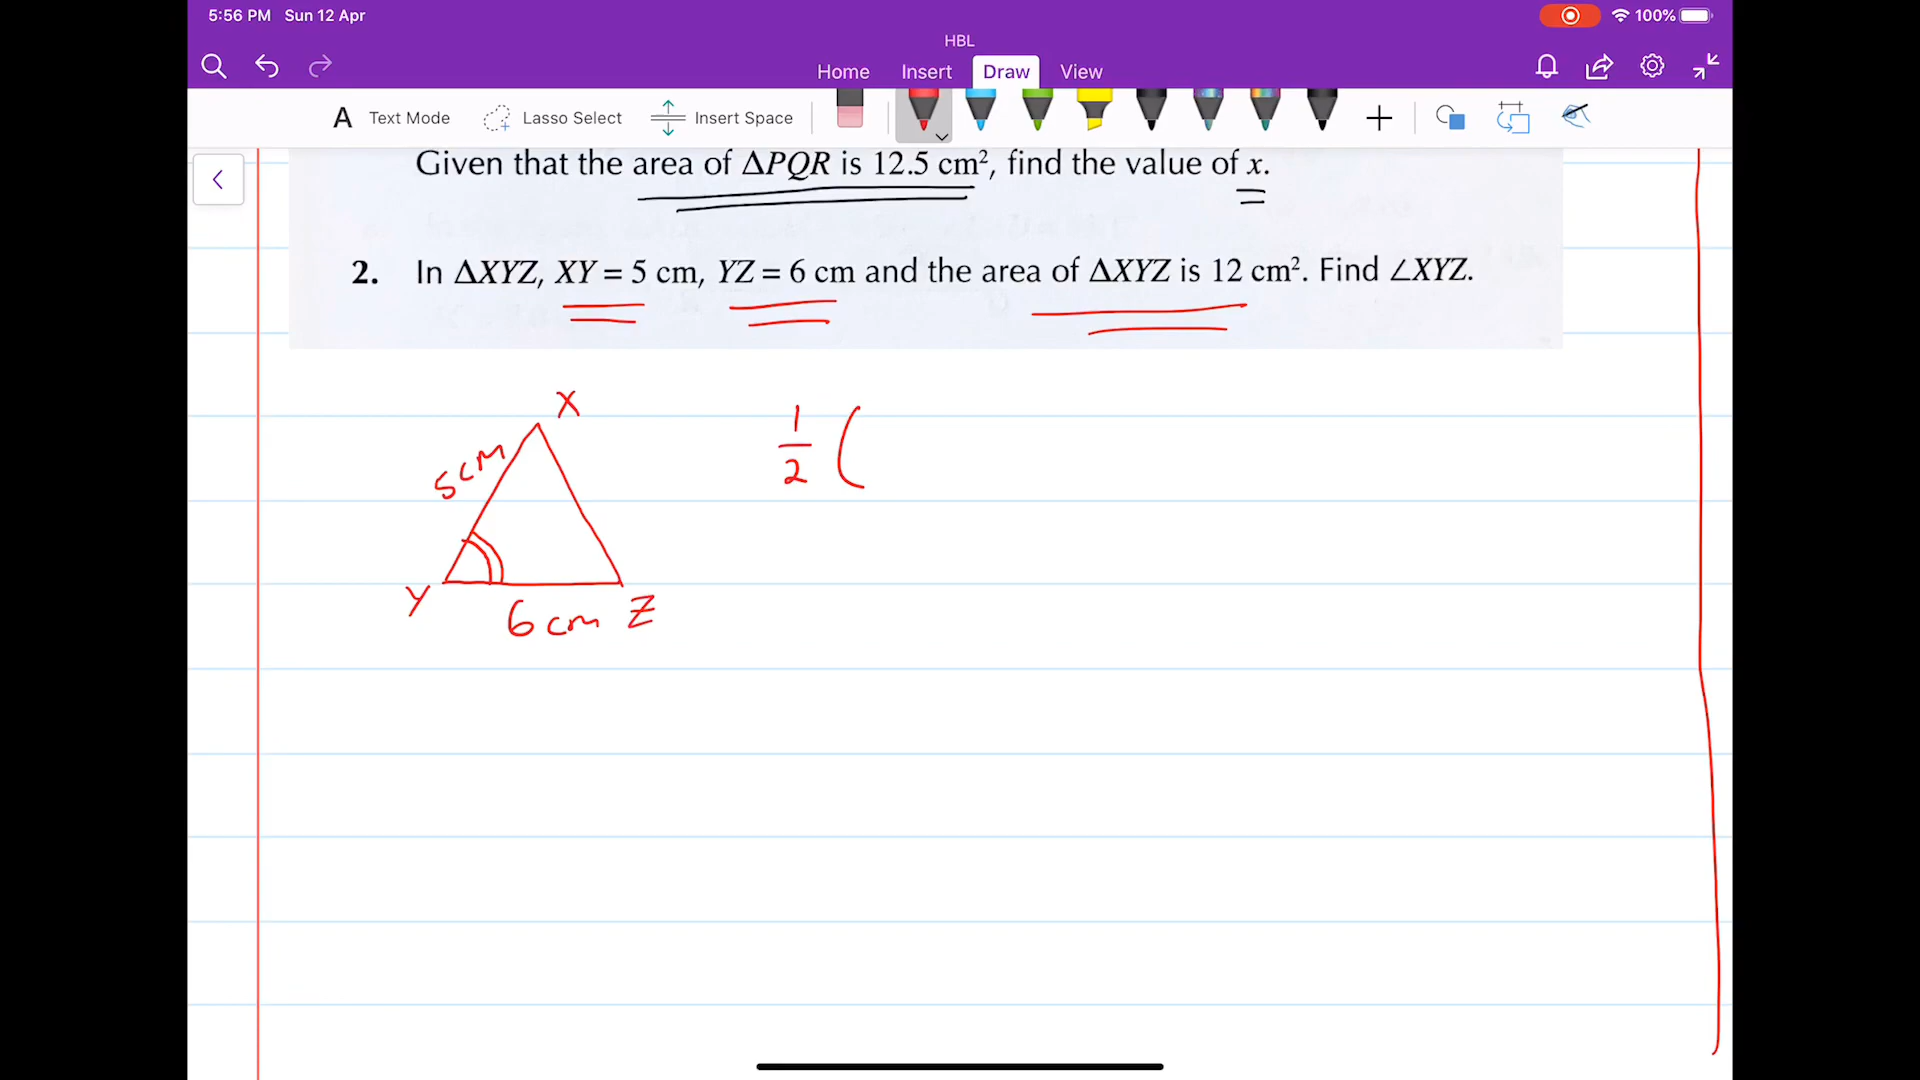 5:56 PM Sun 12 Apr 100%
HBL
Home Insert Draw View
A Text Mode Lasso Select Insert Space
Given that the area of ΔPQR is 12.5 cm², find the value of x.
2. In ΔXYZ, XY = 5 cm, YZ = 6 cm and the area of ΔXYZ is 12 cm². Find ∠XYZ.
X
5cm
Y
6cm Z
1/2 (